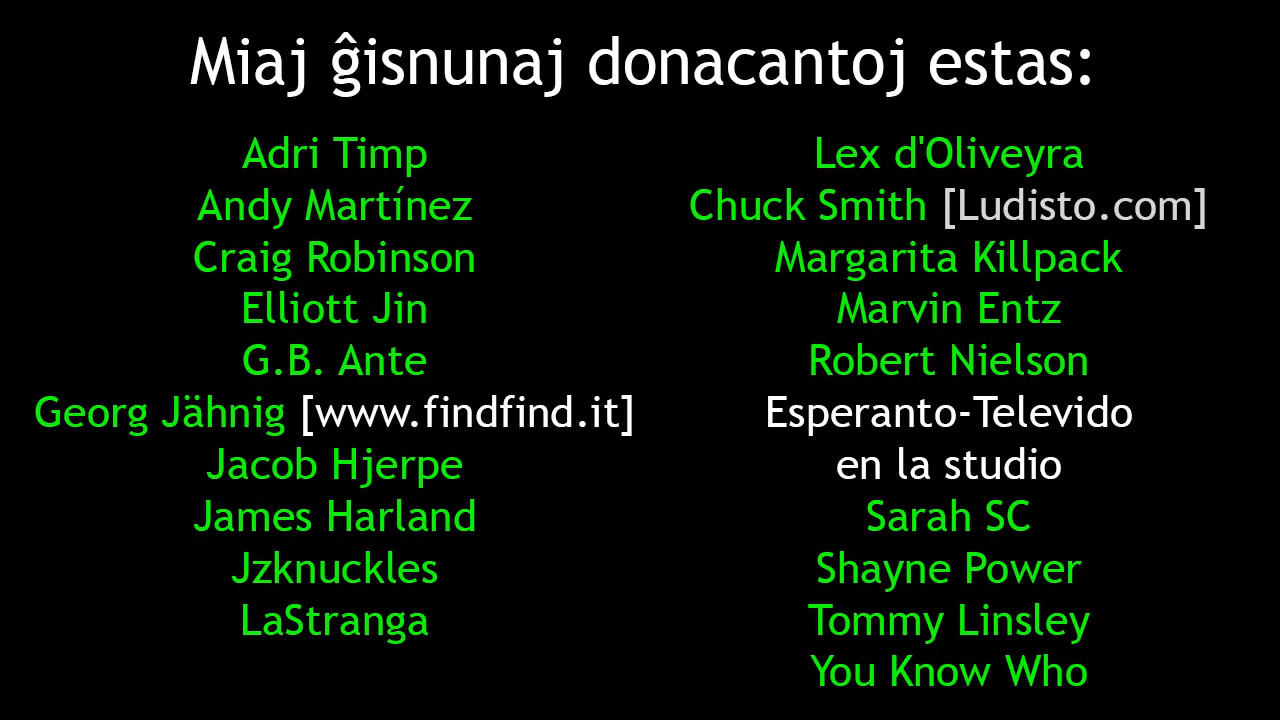 Miaj ĝisnunaj donacantoj estas:
Adri Timp
Andy Martínez
Craig Robinson
Elliott Jin
G.B. Ante
Georg Jähnig [www.findfind.it]
Jacob Hjerpe
James Harland
Jzknuckles
LaStranga
Lex d'Oliveyra
Chuck Smith [Ludisto.com]
Margarita Killpack
Marvin Entz
Robert Nielson
Esperanto-Televido
en la studio
Sarah SC
Shayne Power
Tommy Linsley
You Know Who